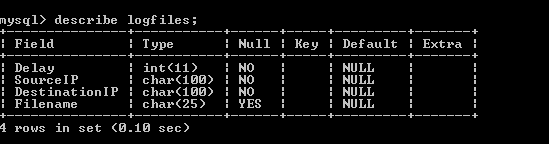 mysql> describe logfiles;
+---------------+-----------+------+-----+---------+-------+
| Field         | Type      | Null | Key | Default | Extra |
+---------------+-----------+------+-----+---------+-------+
| Delay         | int(11)   | NO   |     | NULL    |       |
| SourceIP      | char(100) | NO   |     | NULL    |       |
| DestinationIP | char(100) | NO   |     | NULL    |       |
| Filename      | char(25)  | YES  |     | NULL    |       |
+---------------+-----------+------+-----+---------+-------+
4 rows in set (0.10 sec)